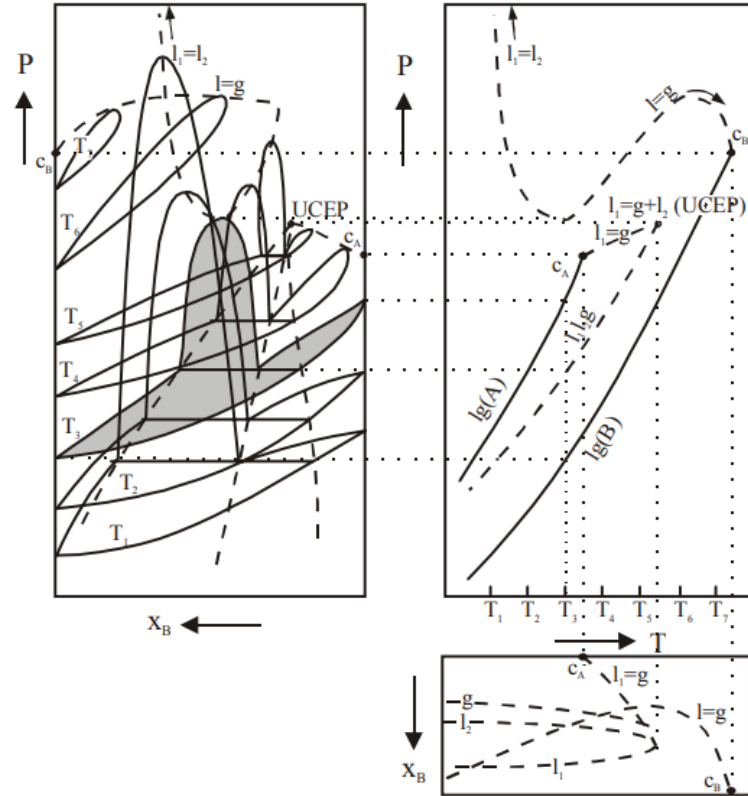 P
l₁=l₂
l=g
c_B
T₇
T₆
UCEP
c_A
T₅
T₄
T₃
T₂
T₁
x_B
P
l₁=l₂
l=g
c_B
l₁=g+l₂ (UCEP)
l₁=g
c_A
l₁l₂g
lg(A)
lg(B)
T₁ T₂ T₃ T₄ T₅ T₆ T₇
T
c_A
l₁=g
g
l₂
l=g
l₁
x_B
c_B